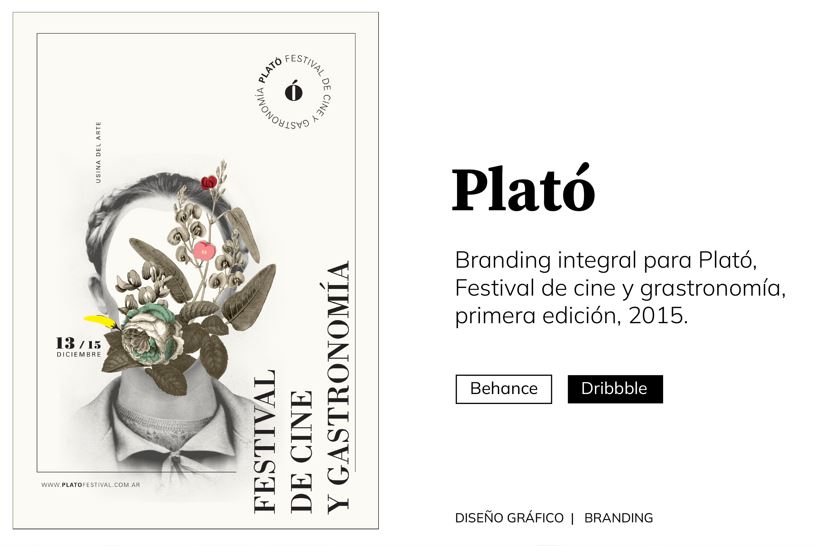 PLATÓ FESTIVAL DE CINE Y GASTRONOMÍA
Ó
USINA DEL ARTE
13 / 15
DICIEMBRE
FESTIVAL
DE CINE
Y GASTRONOMÍA
WWW.PLATOFESTIVAL.COM.AR
Plató
Branding integral para Plató,
Festival de cine y grastronomía,
primera edición, 2015.
Behance
Dribbble
DISEÑO GRÁFICO | BRANDING